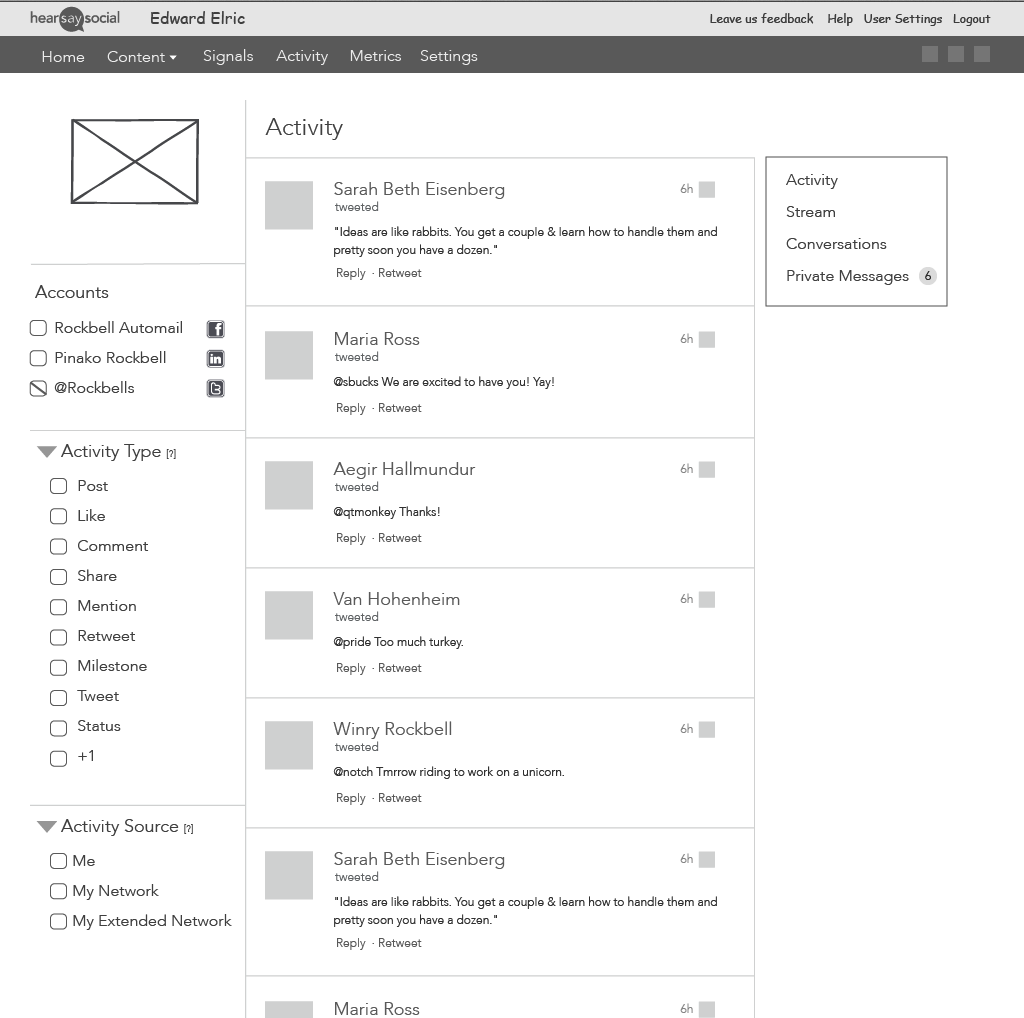 hearsaysocial
Edward Elric
Leave us feedback Help User Settings Logout
Home Content Signals Activity Metrics Settings
Accounts
Rockbell Automail
Pinako Rockbell
@Rockbells
Activity Type [?]
Post
Like
Comment
Share
Mention
Retweet
Milestone
Tweet
Status
+1
Activity Source [?]
Me
My Network
My Extended Network
Activity
Sarah Beth Eisenberg 6h
tweeted
"Ideas are like rabbits. You get a couple & learn how to handle them and
pretty soon you have a dozen."
Reply · Retweet
Maria Ross 6h
tweeted
@sbucks We are excited to have you! Yay!
Reply · Retweet
Aegir Hallmundur 6h
tweeted
@qtmonkey Thanks!
Reply · Retweet
Van Hohenheim 6h
tweeted
@pride Too much turkey.
Reply · Retweet
Winry Rockbell 6h
tweeted
@notch Tmrrow riding to work on a unicorn.
Reply · Retweet
Sarah Beth Eisenberg 6h
tweeted
"Ideas are like rabbits. You get a couple & learn how to handle them and
pretty soon you have a dozen."
Reply · Retweet
Maria Ross 6h
Activity
Stream
Conversations
Private Messages 6